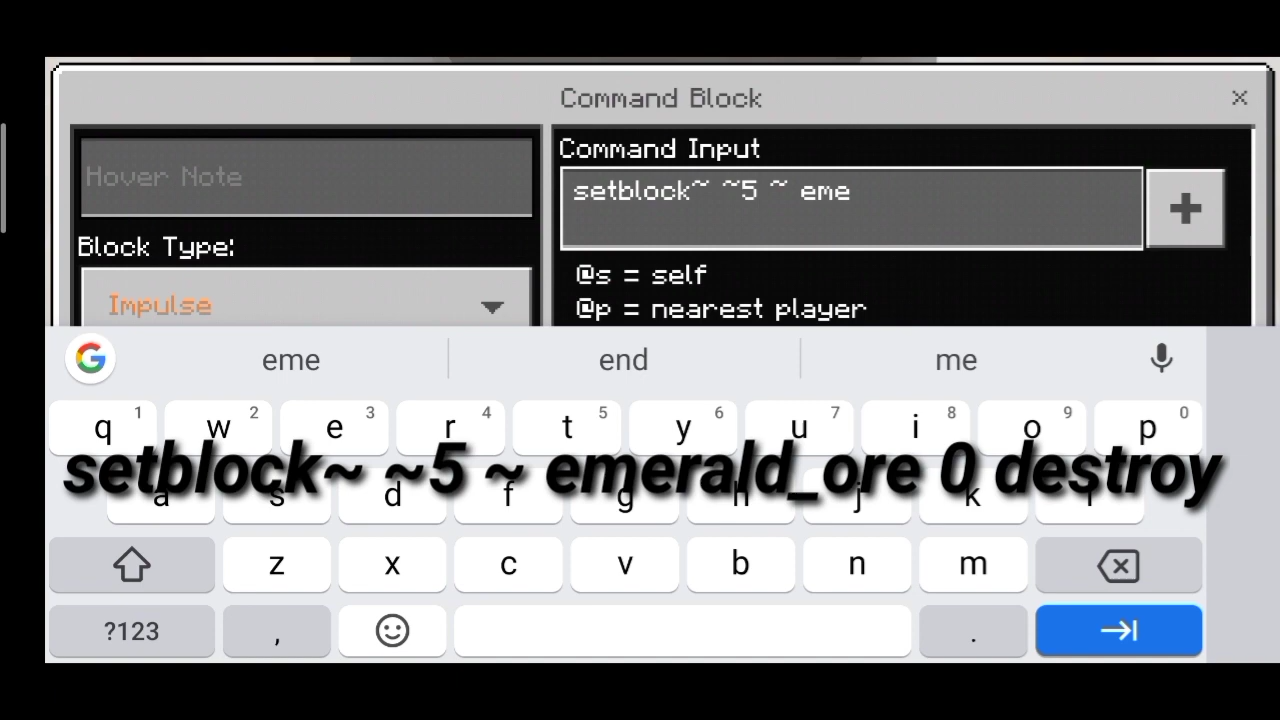 Command Block
Hover Note
Command Input
setblock~ ~5 ~ eme
Block Type:
@s = self
Impulse
@p = nearest player
eme end me
q 1 w 2 e 3 r 4 t 5 y 6 u 7 i 8 o 9 p 0
setblock~ ~5 ~ emerald_ore 0 destroy
a s d f g h j k l
z x c v b n m
?123 , .